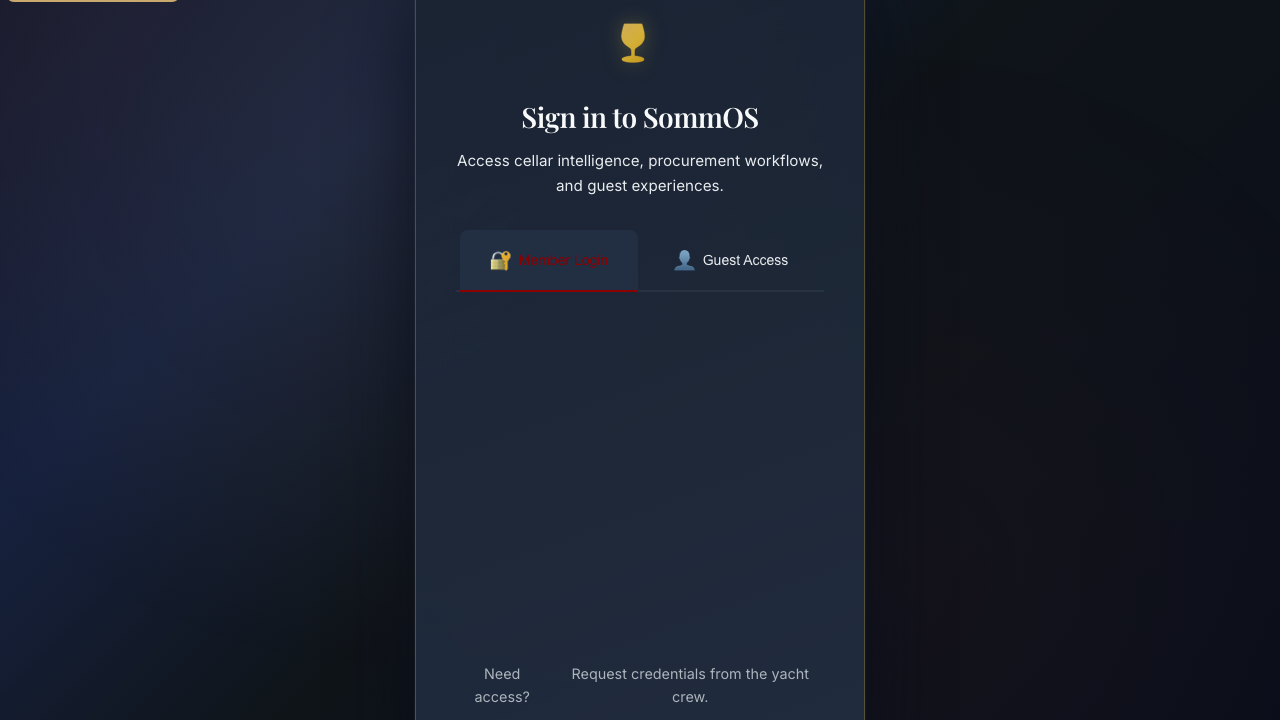 Sign in to SommOS
Access cellar intelligence, procurement workflows,
and guest experiences.
Member Login
Guest Access
Need
access?
Request credentials from the yacht
crew.